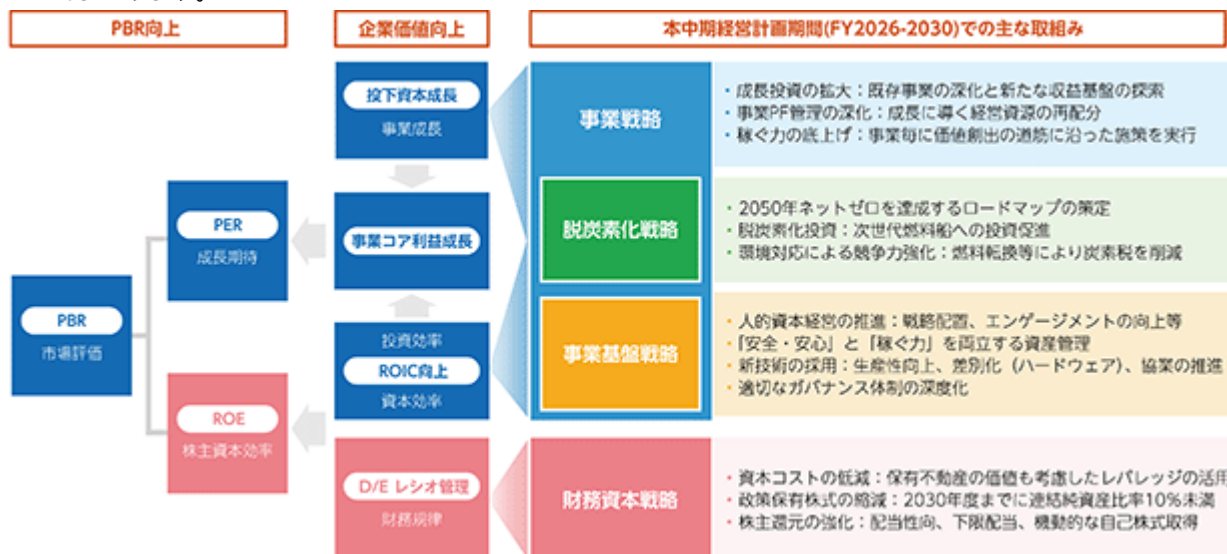 PBR向上
企業価値向上
本中期経営計画期間(FY2026-2030)での主な取組み
PBR
市場評価
PER
成長期待
ROE
株主資本効率
投下資本成長
事業成長
事業コア利益成長
投資効率
ROIC向上
資本効率
D/E レシオ管理
財務規律
事業戦略
・成長投資の拡大：既存事業の深化と新たな収益基盤の探索
・事業PF管理の深化：成長に導く経営資源の再配分
・稼ぐ力の底上げ：事業毎に価値創出の道筋に沿った施策を実行
脱炭素化戦略
・2050年ネットゼロを達成するロードマップの策定
・脱炭素化投資：次世代燃料船への投資促進
・環境対応による競争力強化：燃料転換等により炭素税を削減
事業基盤戦略
・人的資本経営の推進：戦略配置、エンゲージメントの向上等
・「安全・安心」と「稼ぐ力」を両立する資産管理
・新技術の採用：生産性向上、差別化（ハードウェア）、協業の推進
・適切なガバナンス体制の深度化
財務資本戦略
・資本コストの低減：保有不動産の価値も考慮したレバレッジの活用
・政策保有株式の縮減：2030年度までに連結純資産比率10%未満
・株主還元の強化：配当性向、下限配当、機動的な自己株式取得